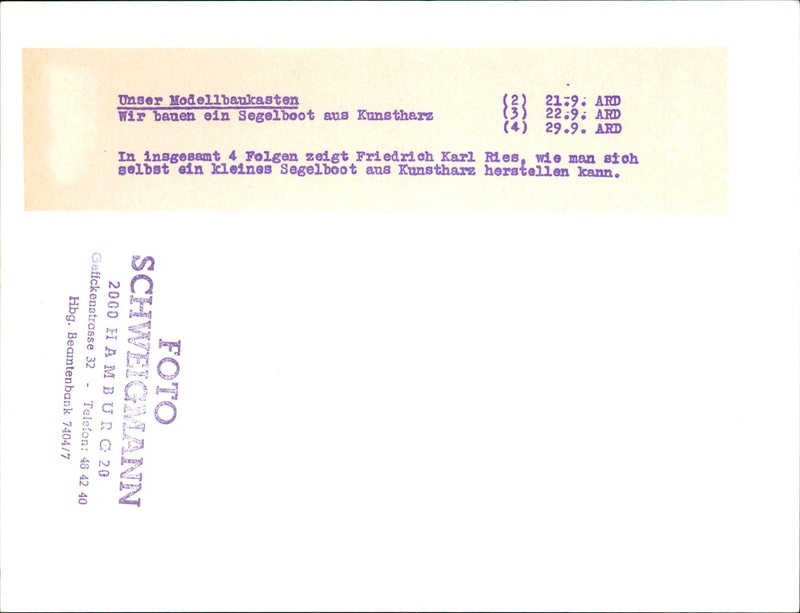 Unser Modellbaukasten (2) 21.9. ARD
Wir bauen ein Segelboot aus Kunstharz (3) 22.9. ARD
(4) 29.9. ARD
In insgesamt 4 Folgen zeigt Friedrich Karl Ries, wie man sich
selbst ein kleines Segelboot aus Kunstharz herstellen kann.
FOTO
SCHWEIGMANN
2000 HAMBURG 20
Geffckenstrasse 32 - Telefon: 48 42 40
Hbg. Beamtenbank 7404/7